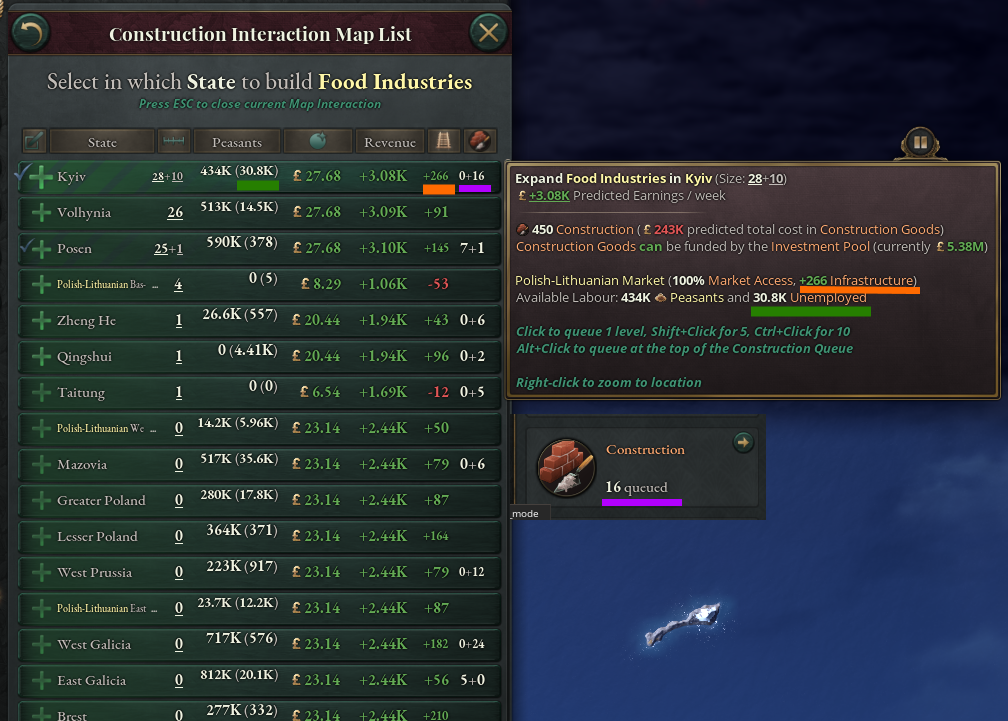 Construction Interaction Map List
Select in which State to build Food Industries
Press ESC to close current Map Interaction
State Peasants Revenue
Kyiv 28+10 434K (30.8K) £ 27.68 +3.08K +266 0+16
Volhynia 26 513K (14.5K) £ 27.68 +3.09K +91
Posen 25+1 590K (378) £ 27.68 +3.10K +145 7+1
Polish-Lithuanian Bas- ... 4 0 (5) £ 8.29 +1.06K -53
Zheng He 1 26.6K (557) £ 20.44 +1.94K +43 0+6
Qingshui 1 0 (4.41K) £ 20.44 +1.94K +96 0+2
Taitung 1 0 (0) £ 6.54 +1.69K -12 0+5
Polish-Lithuanian We ... 0 14.2K (5.96K) £ 23.14 +2.44K +50
Mazovia 0 517K (35.6K) £ 23.14 +2.44K +79 0+6
Greater Poland 0 280K (17.8K) £ 23.14 +2.44K +87
Lesser Poland 0 364K (371) £ 23.14 +2.44K +164
West Prussia 0 223K (917) £ 23.14 +2.44K +79 0+12
Polish-Lithuanian East ... 0 23.7K (12.2K) £ 23.14 +2.44K +87
West Galicia 0 717K (576) £ 23.14 +2.44K +182 0+24
East Galicia 0 812K (20.1K) £ 23.14 +2.44K +56 5+0
Brest 0 277K (332) £ 23.14 +2.44K +210
Expand Food Industries in Kyiv (Size: 28+10)
£ +3.08K Predicted Earnings / week
450 Construction ( £ 243K predicted total cost in Construction Goods)
Construction Goods can be funded by the Investment Pool (currently £ 5.38M)
Polish-Lithuanian Market (100% Market Access, +266 Infrastructure)
Available Labour: 434K Peasants and 30.8K Unemployed
Click to queue 1 level, Shift+Click for 5, Ctrl+Click for 10
Alt+Click to queue at the top of the Construction Queue
Right-click to zoom to location
Construction
16 queued
_mode